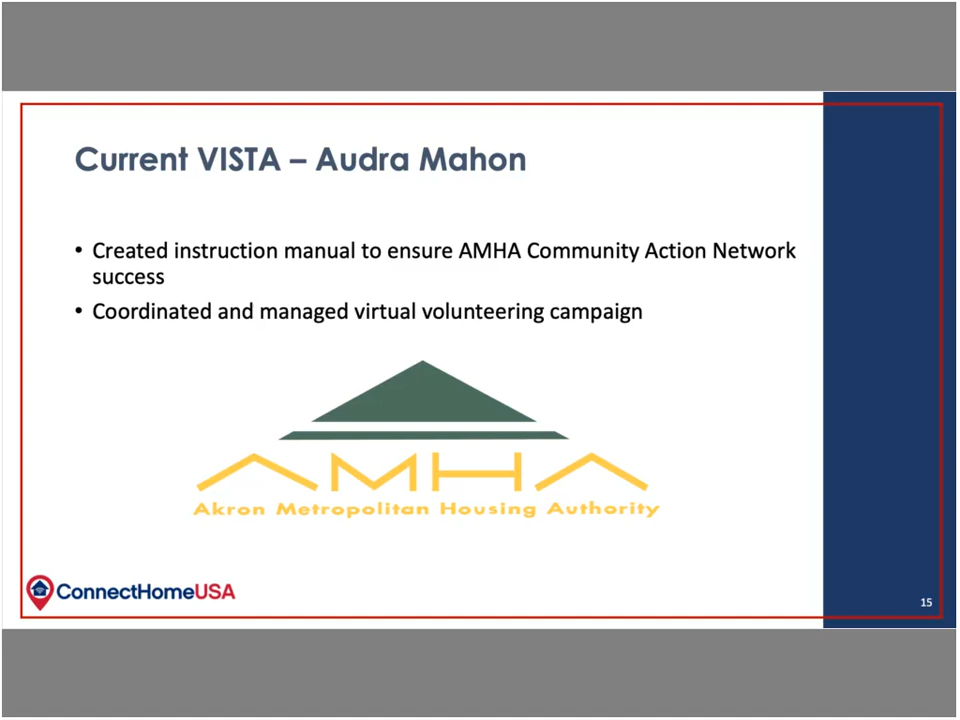 Current VISTA – Audra Mahon
• Created instruction manual to ensure AMHA Community Action Network
success
• Coordinated and managed virtual volunteering campaign
AMHA
Akron Metropolitan Housing Authority
ConnectHomeUSA
15